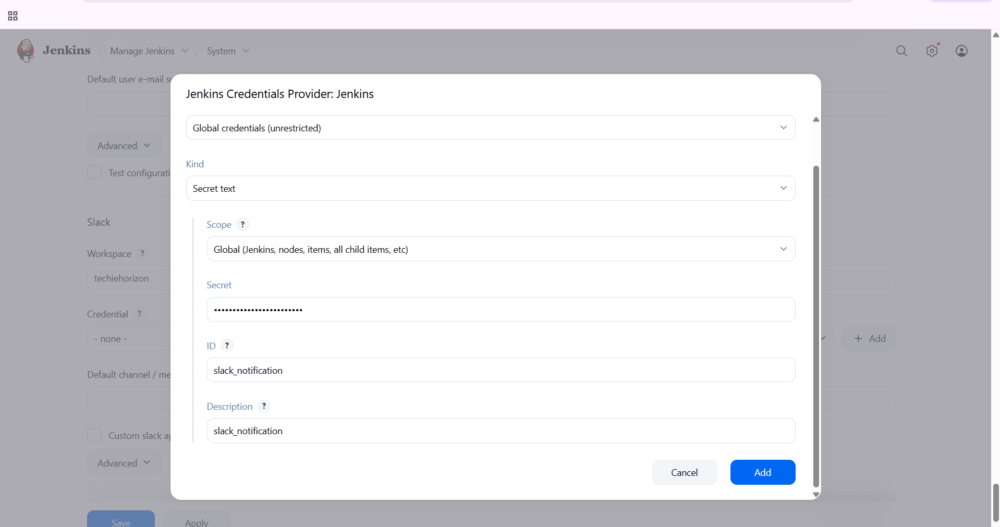 Jenkins / Manage Jenkins / System
Default user e-mail s
Jenkins Credentials Provider: Jenkins
Global credentials (unrestricted)
Advanced
Kind
Test configurati
Secret text
Slack
Scope ?
Workspace ?
Global (Jenkins, nodes, items, all child items, etc)
techiehorizon
Secret
Credential ?
••••••••••••••••••••••••
- none -
+ Add
ID ?
slack_notification
Default channel / me
Description ?
slack_notification
Custom slack a
Advanced
Cancel
Add
Save
Apply